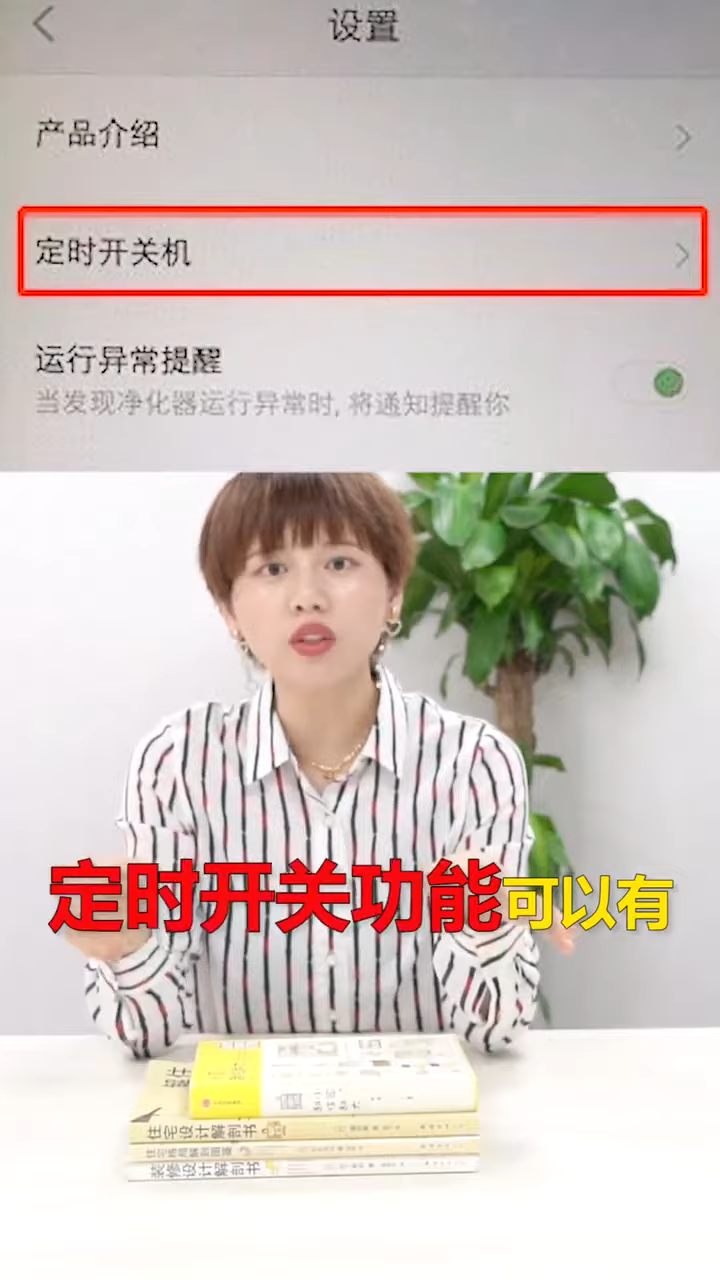 设置
产品介绍
定时开关机
运行异常提醒
当发现净化器运行异常时, 将通知提醒你
定时开关功能可以有
住宅设计解剖书
装修设计解剖书